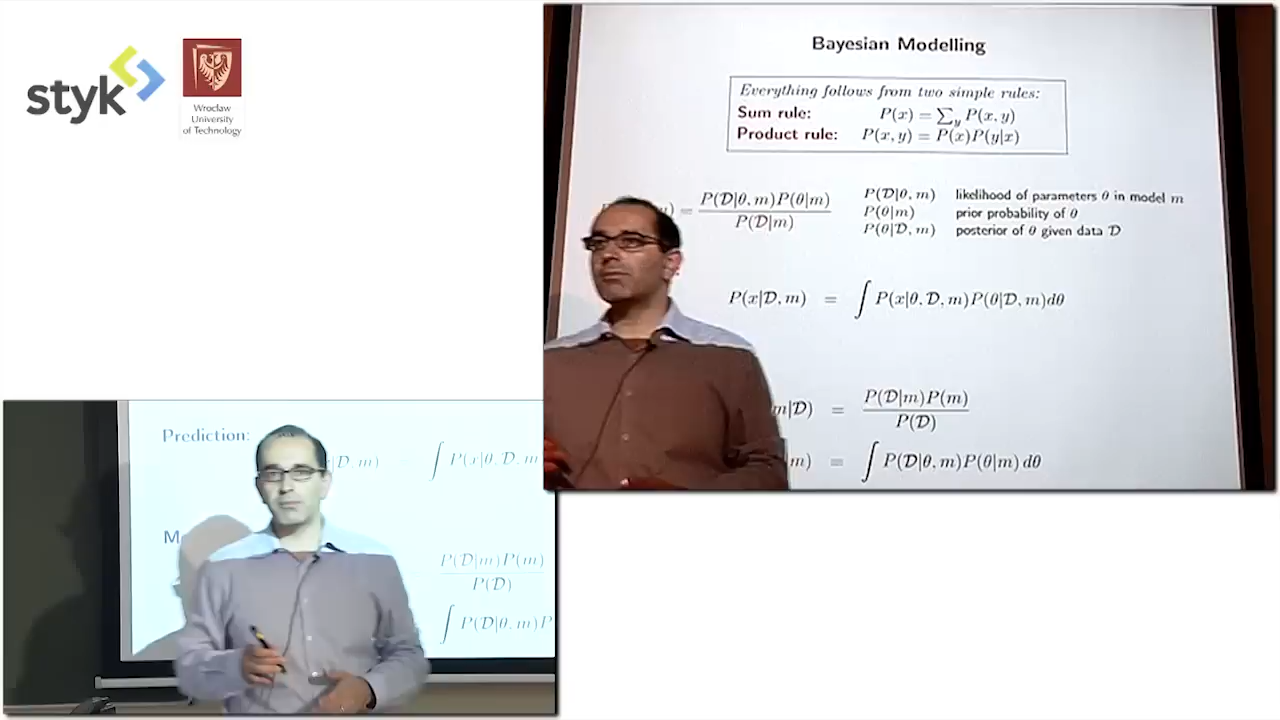 styk
Wrocław
University
of Technology
Bayesian Modelling
Everything follows from two simple rules:
Sum rule: P(x) = ∑_y P(x, y)
Product rule: P(x, y) = P(x)P(y|x)
= P(D|θ, m)P(θ|m) / P(D|m)
P(D|θ, m) likelihood of parameters θ in model m
P(θ|m) prior probability of θ
P(θ|D, m) posterior of θ given data D
P(x|D, m) = ∫ P(x|θ, D, m)P(θ|D, m)dθ
m|D) = P(D|m)P(m) / P(D)
m) = ∫ P(D|θ, m)P(θ|m) dθ
Prediction:
|D, m) ∫ P(x|θ, D, m
P(D|m)P(m) / P(D)
∫ P(D|θ, m)P